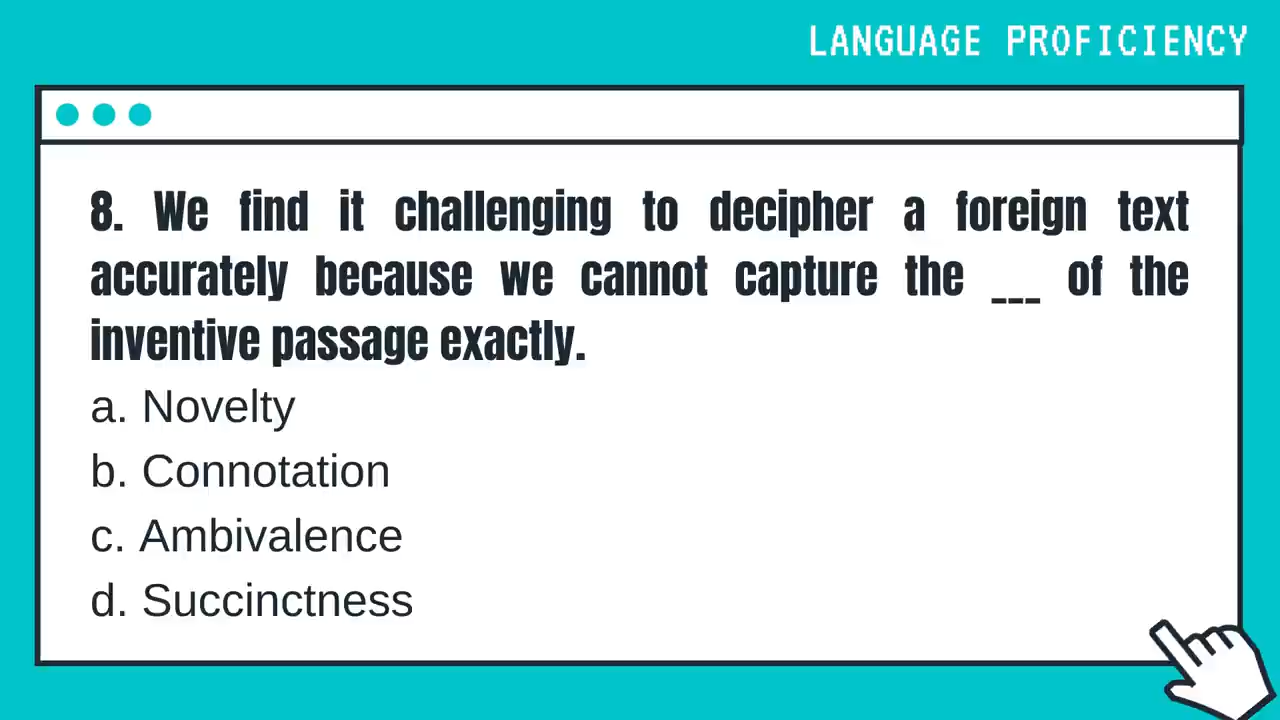 LANGUAGE PROFICIENCY
8. We find it challenging to decipher a foreign text
accurately because we cannot capture the ___ of the
inventive passage exactly.
a. Novelty
b. Connotation
c. Ambivalence
d. Succinctness